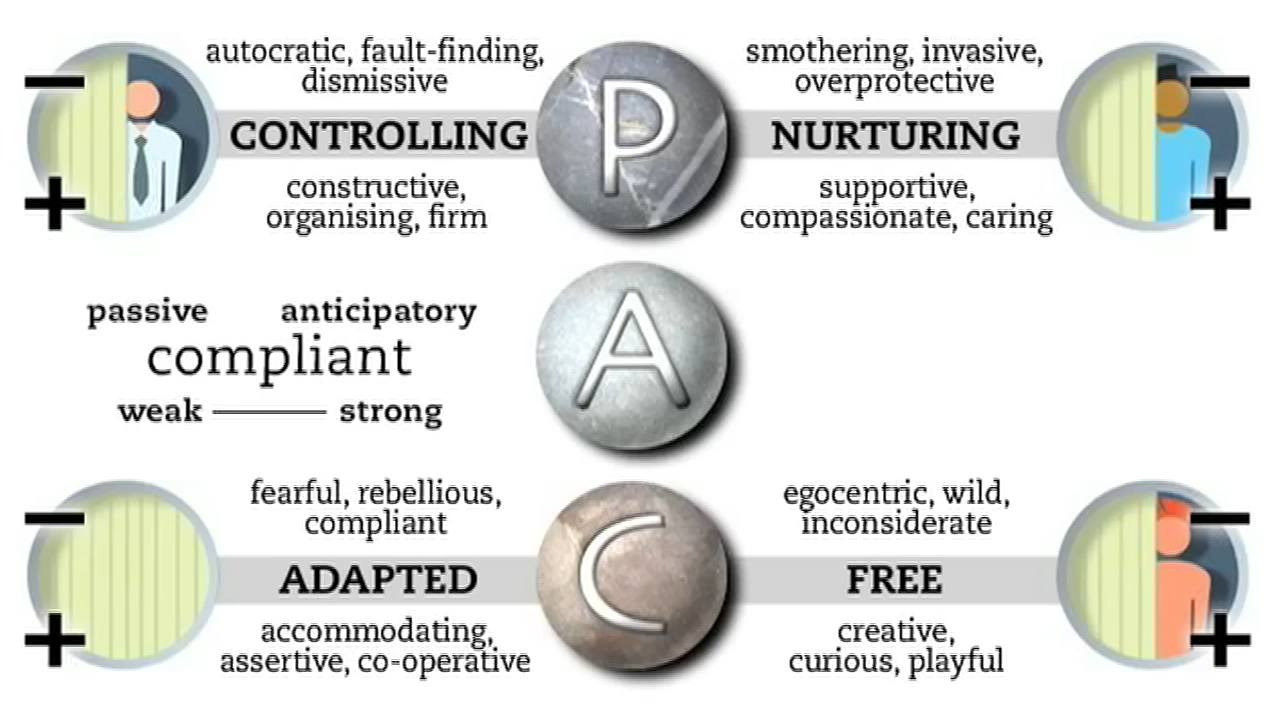 autocratic, fault-finding,
dismissive
CONTROLLING
constructive,
organising, firm
P
smothering, invasive,
overprotective
NURTURING
supportive,
compassionate, caring
passive anticipatory
compliant
weak strong
A
fearful, rebellious,
compliant
ADAPTED
accommodating,
assertive, co-operative
C
egocentric, wild,
inconsiderate
FREE
creative,
curious, playful